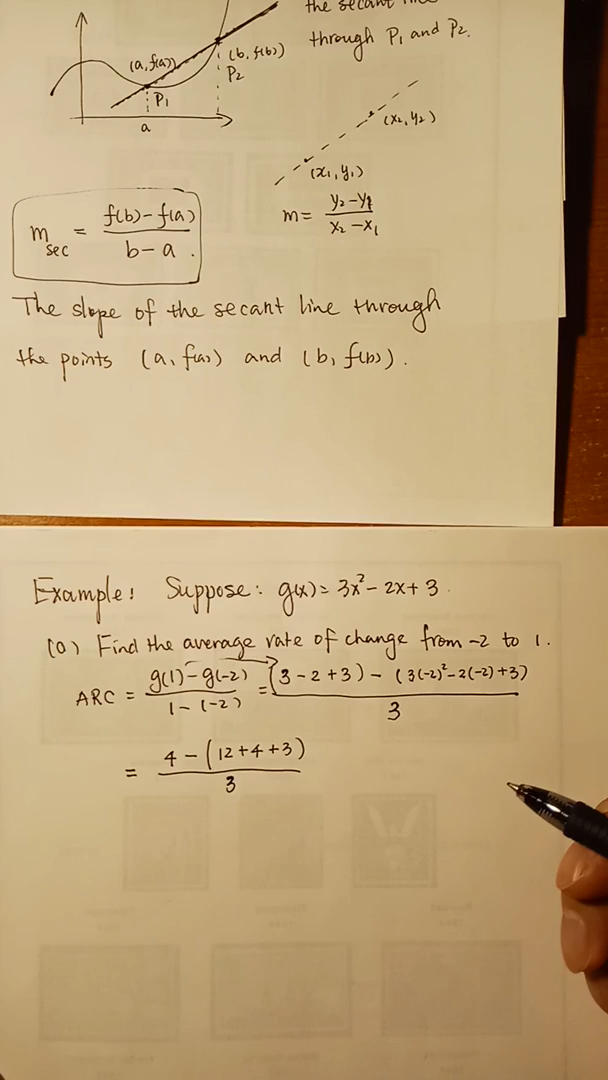 the secant line
through P₁ and P₂.
(a, f(a))
(b, f(b))
P₂
P₁
a
(x₂, y₂)
(x₁, y₁)
m = (y₂-y₁)/(x₂-x₁)
m sec = (f(b)-f(a))/(b-a).
The slope of the secant line through
the points (a, f(a)) and (b, f(b)).
Example! Suppose: g(x) = 3x²-2x+3.
(a) Find the average rate of change from -2 to 1.
ARC = (g(1)-g(-2))/(1-(-2)) = ((3-2+3)-(3(-2)²-2(-2)+3))/3
= (4-(12+4+3))/3